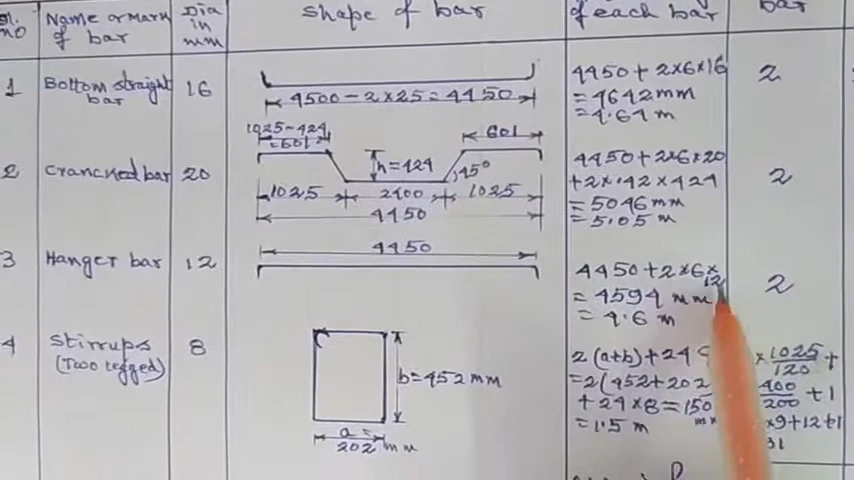 Sl. no Name or Mark of bar Dia in mm Shape of bar of each bar bar
1 Bottom straight bar 16
4500-2×25=4450
4450+2×6×16
=4642mm
=4.64 m
2
2 Crancked bar 20
1025-424
=601
601
h=424
45°
1025 2400 1025
4450
4450+2×6×20
+2×.42×424
=5046mm
=5.05 m
2
3 Hanger bar 12
4450
4450+2×6×12
=4594 mm
=4.6 m
2
4 Stirrups (Two legged) 8
b=452 mm
a=
202 mm
2(a+b)+24
=2(452+202
+24×8=150
=1.5 m
×1025/120+
400/200+1
×9+12+1
31